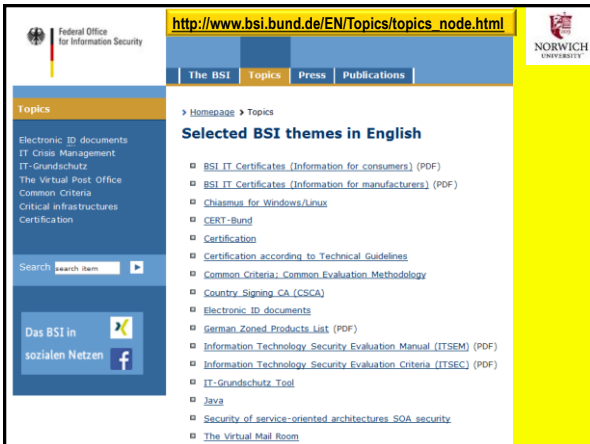 Federal Office
for Information Security
http://www.bsi.bund.de/EN/Topics/topics_node.html
NORWICH
UNIVERSITY
The BSI
Topics
Press
Publications
Topics
Electronic ID documents
IT Crisis Management
IT-Grundschutz
The Virtual Post Office
Common Criteria
Critical infrastructures
Certification
Search
search item
Das BSI in
sozialen Netzen
Homepage > Topics
Selected BSI themes in English
BSI IT Certificates (Information for consumers) (PDF)
BSI IT Certificates (Information for manufacturers) (PDF)
Chiasmus for Windows/Linux
CERT-Bund
Certification
Certification according to Technical Guidelines
Common Criteria; Common Evaluation Methodology
Country Signing CA (CSCA)
Electronic ID documents
German Zoned Products List (PDF)
Information Technology Security Evaluation Manual (ITSEM) (PDF)
Information Technology Security Evaluation Criteria (ITSEC) (PDF)
IT-Grundschutz Tool
Java
Security of service-oriented architectures SOA security
The Virtual Mail Room